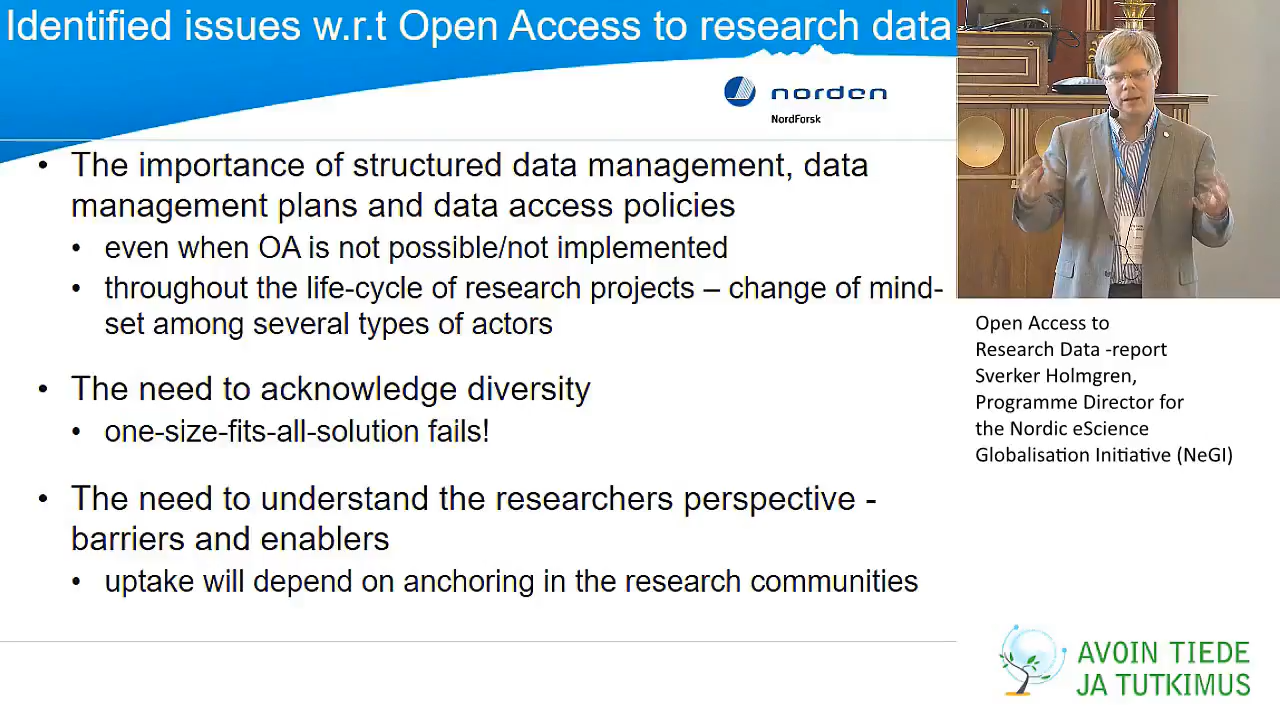 Identified issues w.r.t Open Access to research data
norden
NordForsk
• The importance of structured data management, data
management plans and data access policies
• even when OA is not possible/not implemented
• throughout the life-cycle of research projects – change of mind-
set among several types of actors
• The need to acknowledge diversity
• one-size-fits-all-solution fails!
• The need to understand the researchers perspective -
barriers and enablers
• uptake will depend on anchoring in the research communities
Open Access to
Research Data -report
Sverker Holmgren,
Programme Director for
the Nordic eScience
Globalisation Initiative (NeGI)
AVOIN TIEDE
JA TUTKIMUS